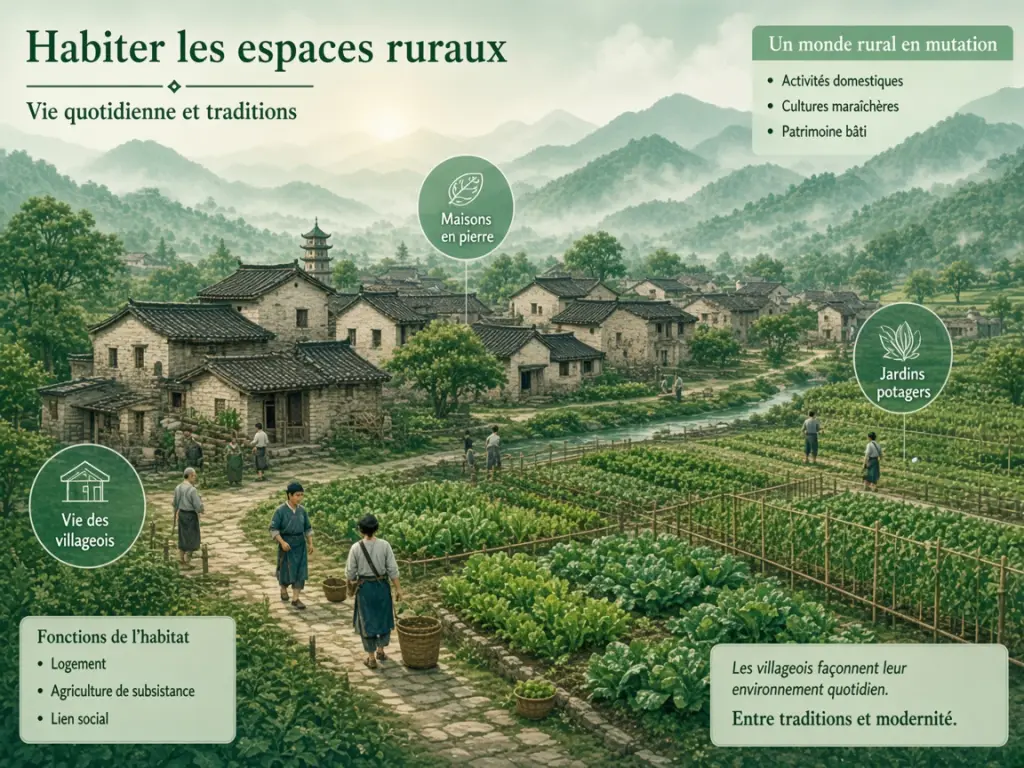 Habiter les espaces ruraux
Vie quotidienne et traditions
Un monde rural en mutation
• Activités domestiques
• Cultures maraîchères
• Patrimoine bâti
Maisons
en pierre
Jardins
potagers
Vie des
villageois
Fonctions de l'habitat
• Logement
• Agriculture de subsistance
• Lien social
Les villageois façonnent leur
environnement quotidien.
Entre traditions et modernité.